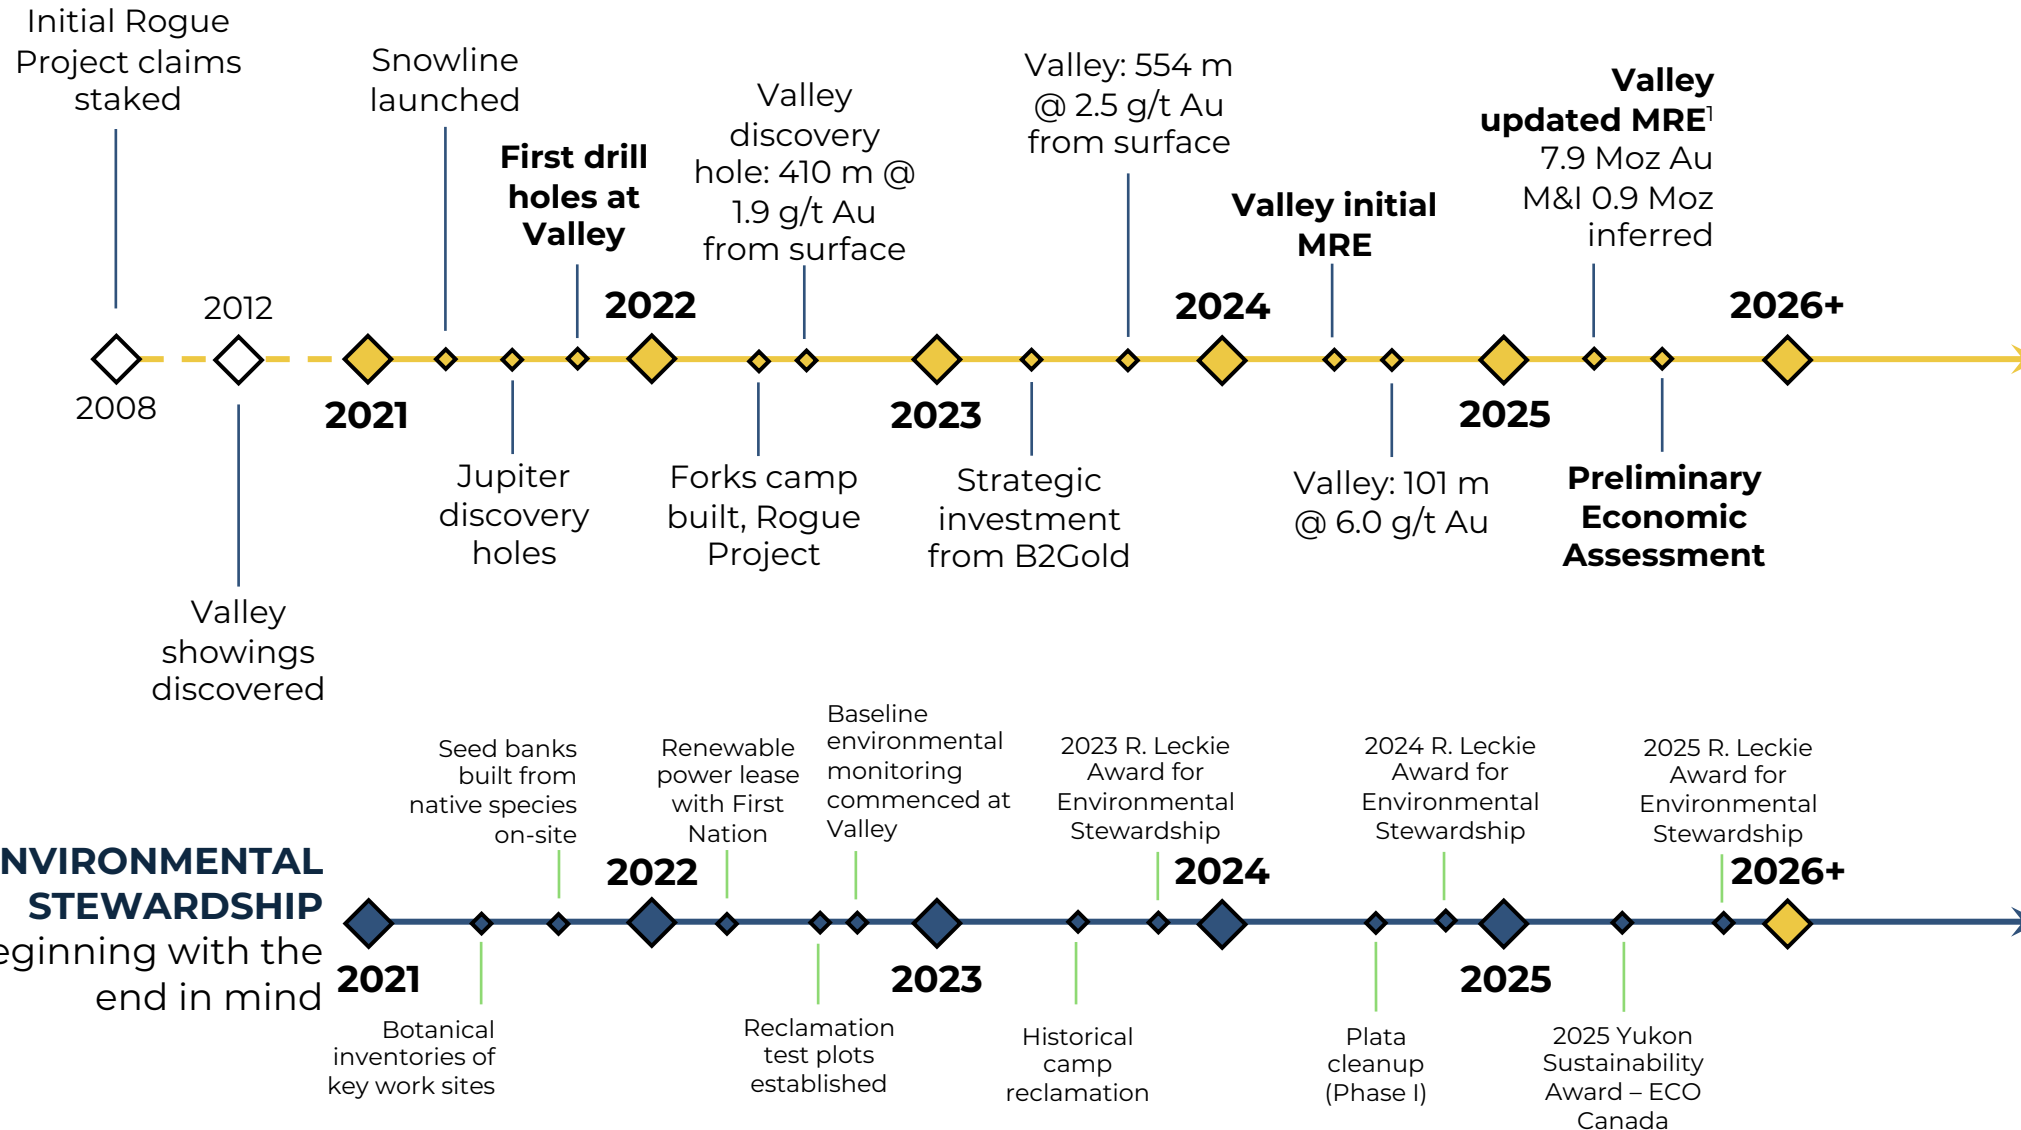 Initial Rogue
Project claims
staked
Snowline
launched
First drill
holes at
Valley
Valley
discovery
hole: 410 m @
1.9 g/t Au
from surface
Valley: 554 m
@ 2.5 g/t Au
from surface
Valley initial
MRE
Valley
updated MRE¹
7.9 Moz Au
M&I 0.9 Moz
inferred
2012
2022
2024
2026+
2008
2021
2023
2025
Valley
showings
discovered
Jupiter
discovery
holes
Forks camp
built, Rogue
Project
Strategic
investment
from B2Gold
Valley: 101 m
@ 6.0 g/t Au
Preliminary
Economic
Assessment
NVIRONMENTAL
STEWARDSHIP
eginning with the
end in mind
Seed banks
built from
native species
on-site
Renewable
power lease
with First
Nation
Baseline
environmental
monitoring
commenced at
Valley
2023 R. Leckie
Award for
Environmental
Stewardship
2024 R. Leckie
Award for
Environmental
Stewardship
2025 R. Leckie
Award for
Environmental
Stewardship
2022
2024
2026+
2021
2023
2025
Botanical
inventories of
key work sites
Reclamation
test plots
established
Historical
camp
reclamation
Plata
cleanup
(Phase I)
2025 Yukon
Sustainability
Award – ECO
Canada